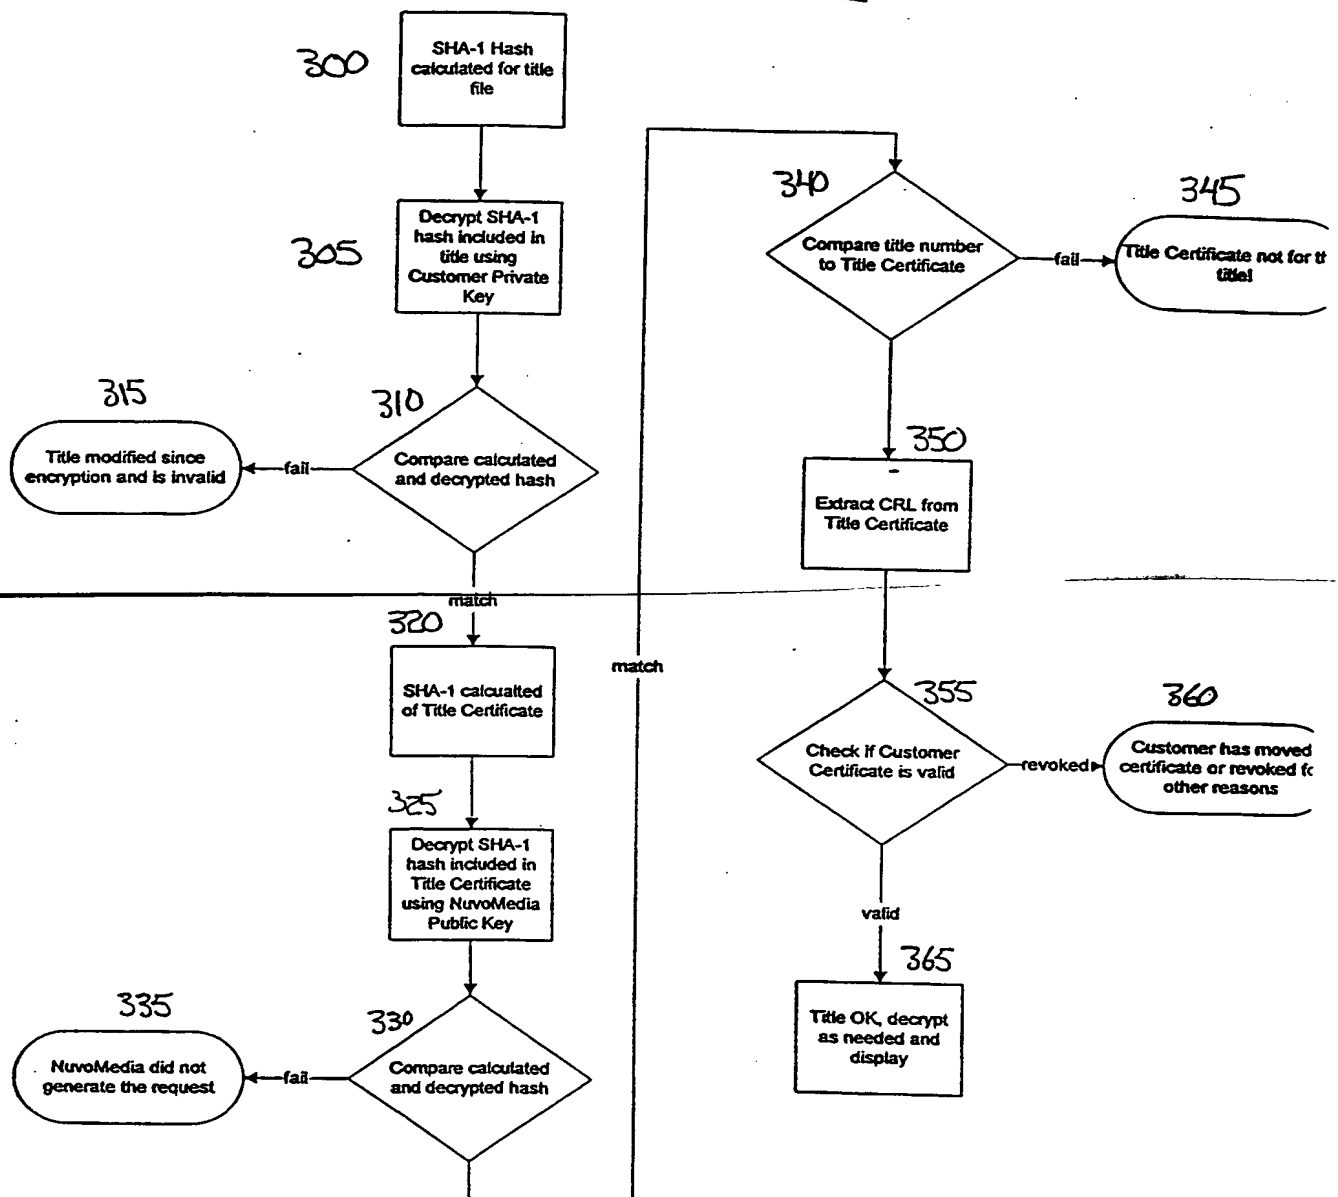 300
SHA-1 Hash
calculated for title
file
305
Decrypt SHA-1
hash included in
title using
Customer Private
Key
310
Compare calculated
and decrypted hash
315
fail
Title modified since
encryption and is invalid
match
320
SHA-1 calcualted
of Title Certificate
325
Decrypt SHA-1
hash included in
Title Certificate
using NuvoMedia
Public Key
330
Compare calculated
and decrypted hash
335
fail
NuvoMedia did not
generate the request
match
340
Compare title number
to Title Certificate
fail
345
Title Certificate not for th
title!
350
Extract CRL from
Title Certificate
355
Check if Customer
Certificate is valid
revoked
360
Customer has moved
certificate or revoked fo
other reasons
valid
365
Title OK, decrypt
as needed and
display